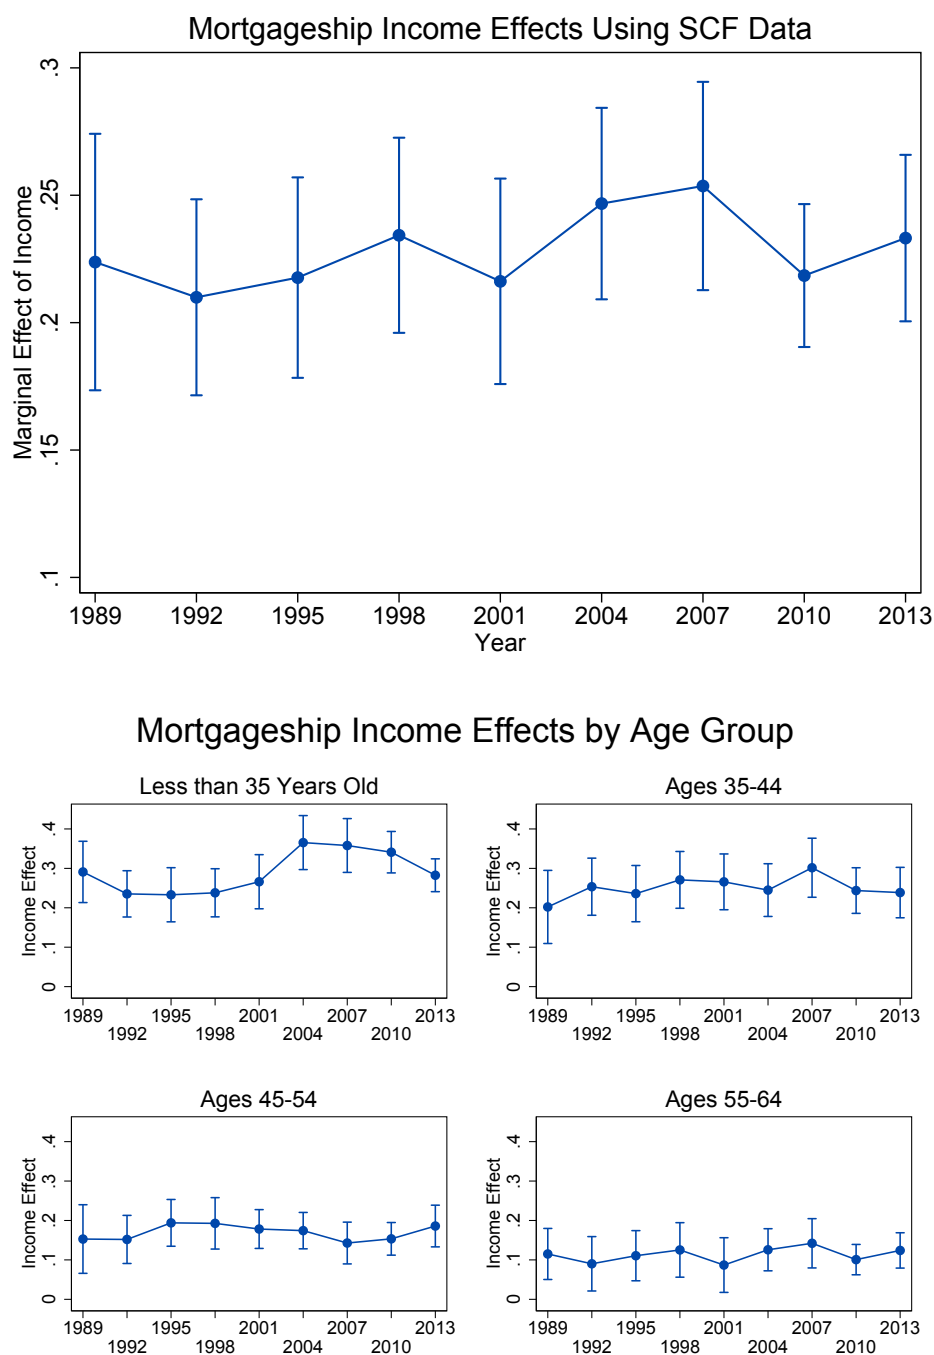 Mortgageship Income Effects Using SCF Data
Marginal Effect of Income
.3
.25
.2
.15
.1
1989 1992 1995 1998 2001 2004 2007 2010 2013
Year
Mortgageship Income Effects by Age Group
Less than 35 Years Old
Income Effect
.4
.3
.2
.1
0
1989 1995 2001 2007 2013
1992 1998 2004 2010
Ages 35-44
Income Effect
.4
.3
.2
.1
0
1989 1995 2001 2007 2013
1992 1998 2004 2010
Ages 45-54
Income Effect
.4
.3
.2
.1
0
1989 1995 2001 2007 2013
1992 1998 2004 2010
Ages 55-64
Income Effect
.4
.3
.2
.1
0
1989 1995 2001 2007 2013
1992 1998 2004 2010